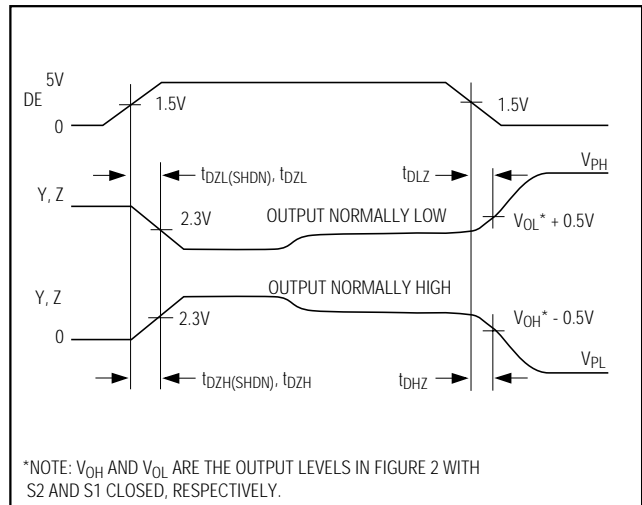 5V
DE
1.5V
1.5V
0
tDZL(SHDN), tDZL
tDLZ
VPH
Y, Z
2.3V
OUTPUT NORMALLY LOW
VOL* + 0.5V
OUTPUT NORMALLY HIGH
Y, Z
2.3V
VOH* - 0.5V
0
VPL
tDZH(SHDN), tDZH
tDHZ
*NOTE: VOH AND VOL ARE THE OUTPUT LEVELS IN FIGURE 2 WITH
S2 AND S1 CLOSED, RESPECTIVELY.